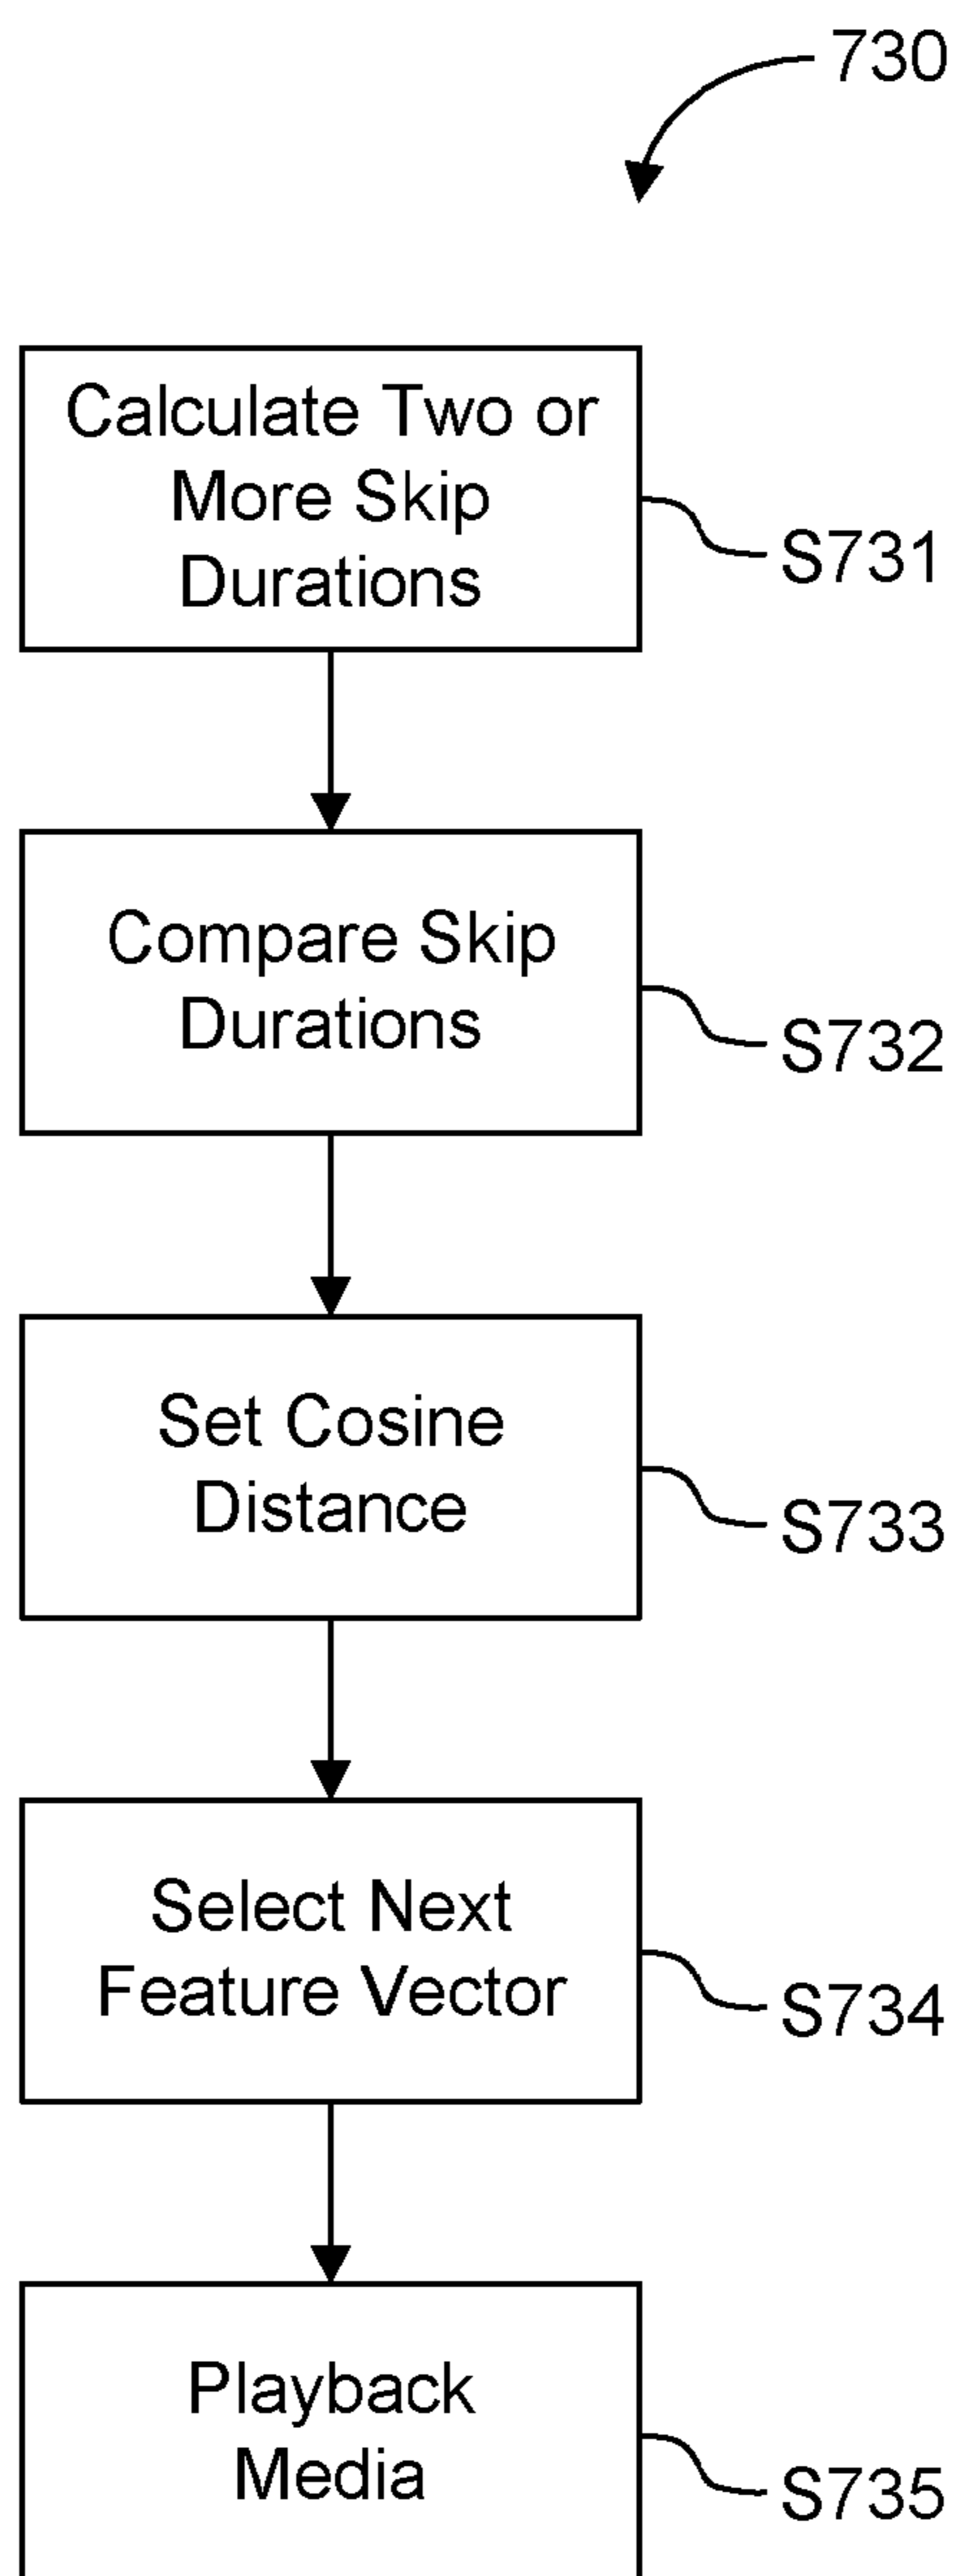 730
Calculate Two or
More Skip
Durations
S731
Compare Skip
Durations
S732
Set Cosine
Distance
S733
Select Next
Feature Vector
S734
Playback
Media
S735